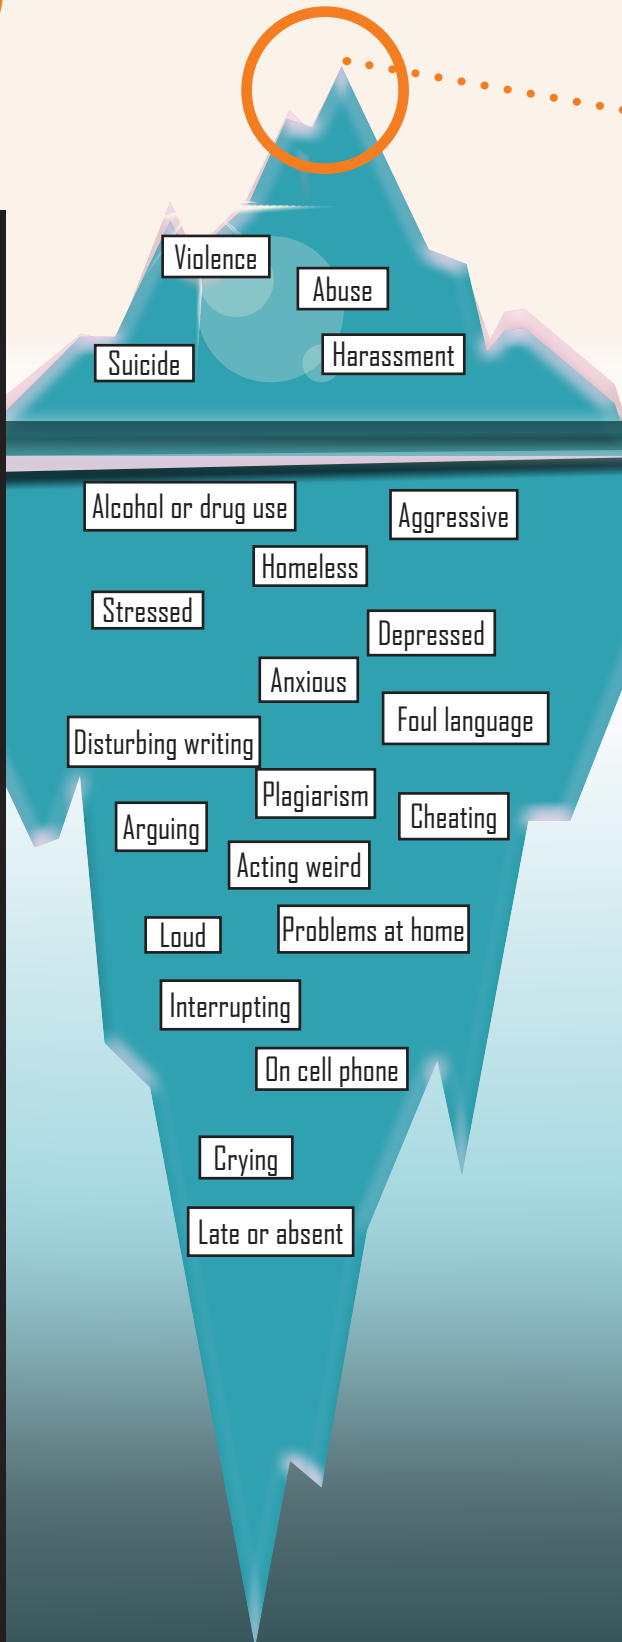 Violence
Abuse
Harassment
Suicide
Alcohol or drug use
Aggressive
Homeless
Stressed
Depressed
Anxious
Foul language
Disturbing writing
Plagiarism
Cheating
Arguing
Acting weird
Loud
Problems at home
Interrupting
On cell phone
Crying
Late or absent